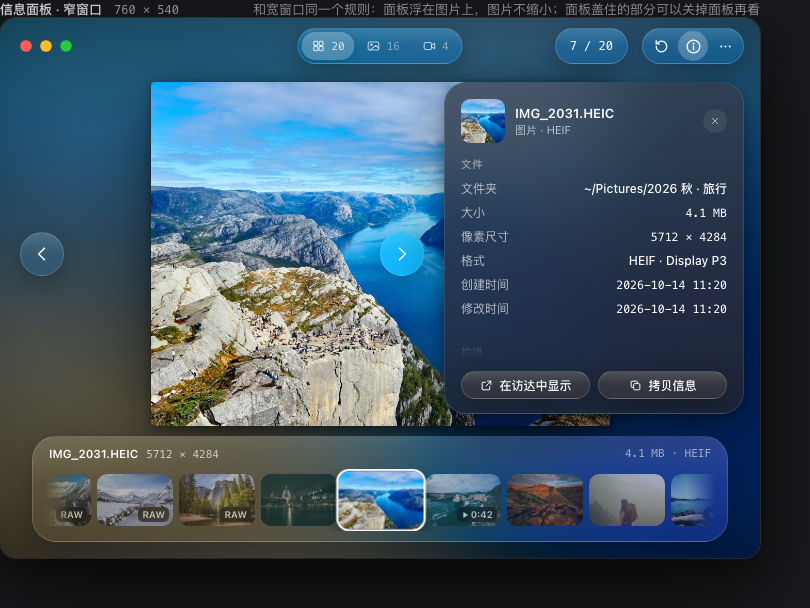 信息面板 · 窄窗口 760 × 540 和宽窗口同一个规则：面板浮在图片上，图片不缩小；面板盖住的部分可以关掉面板再看
20 16 4 7 / 20
IMG_2031.HEIC
图片 · HEIF
文件
文件夹 ~/Pictures/2026 秋 · 旅行
大小 4.1 MB
像素尺寸 5712 × 4284
格式 HEIF · Display P3
创建时间 2026-10-14 11:20
修改时间 2026-10-14 11:20
拍摄
在访达中显示 拷贝信息
IMG_2031.HEIC 5712 × 4284 4.1 MB · HEIF
RAW RAW RAW 0:42